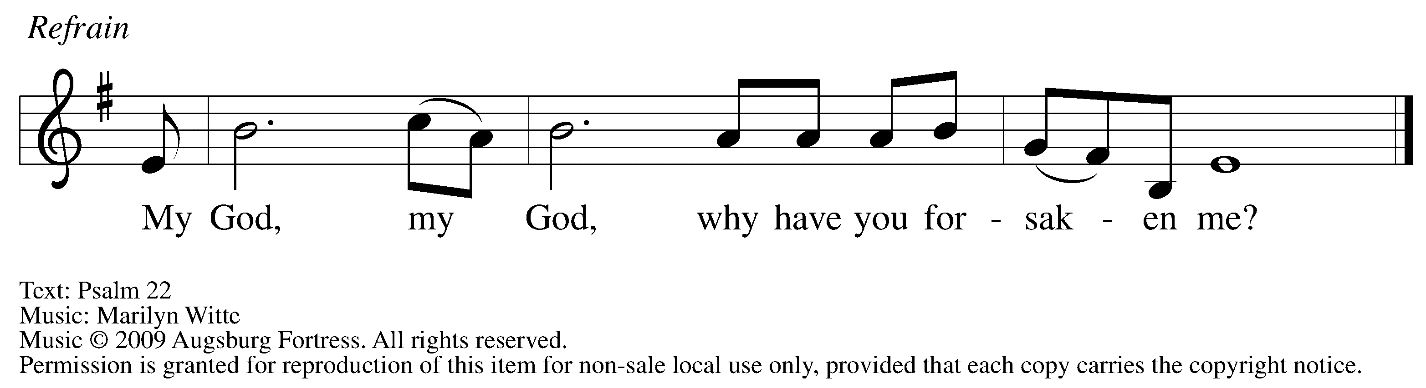 Refrain
My God, my God, why have you for - sak - en me?
Text: Psalm 22
Music: Marilyn Witte
Music © 2009 Augsburg Fortress. All rights reserved.
Permission is granted for reproduction of this item for non-sale local use only, provided that each copy carries the copyright notice.